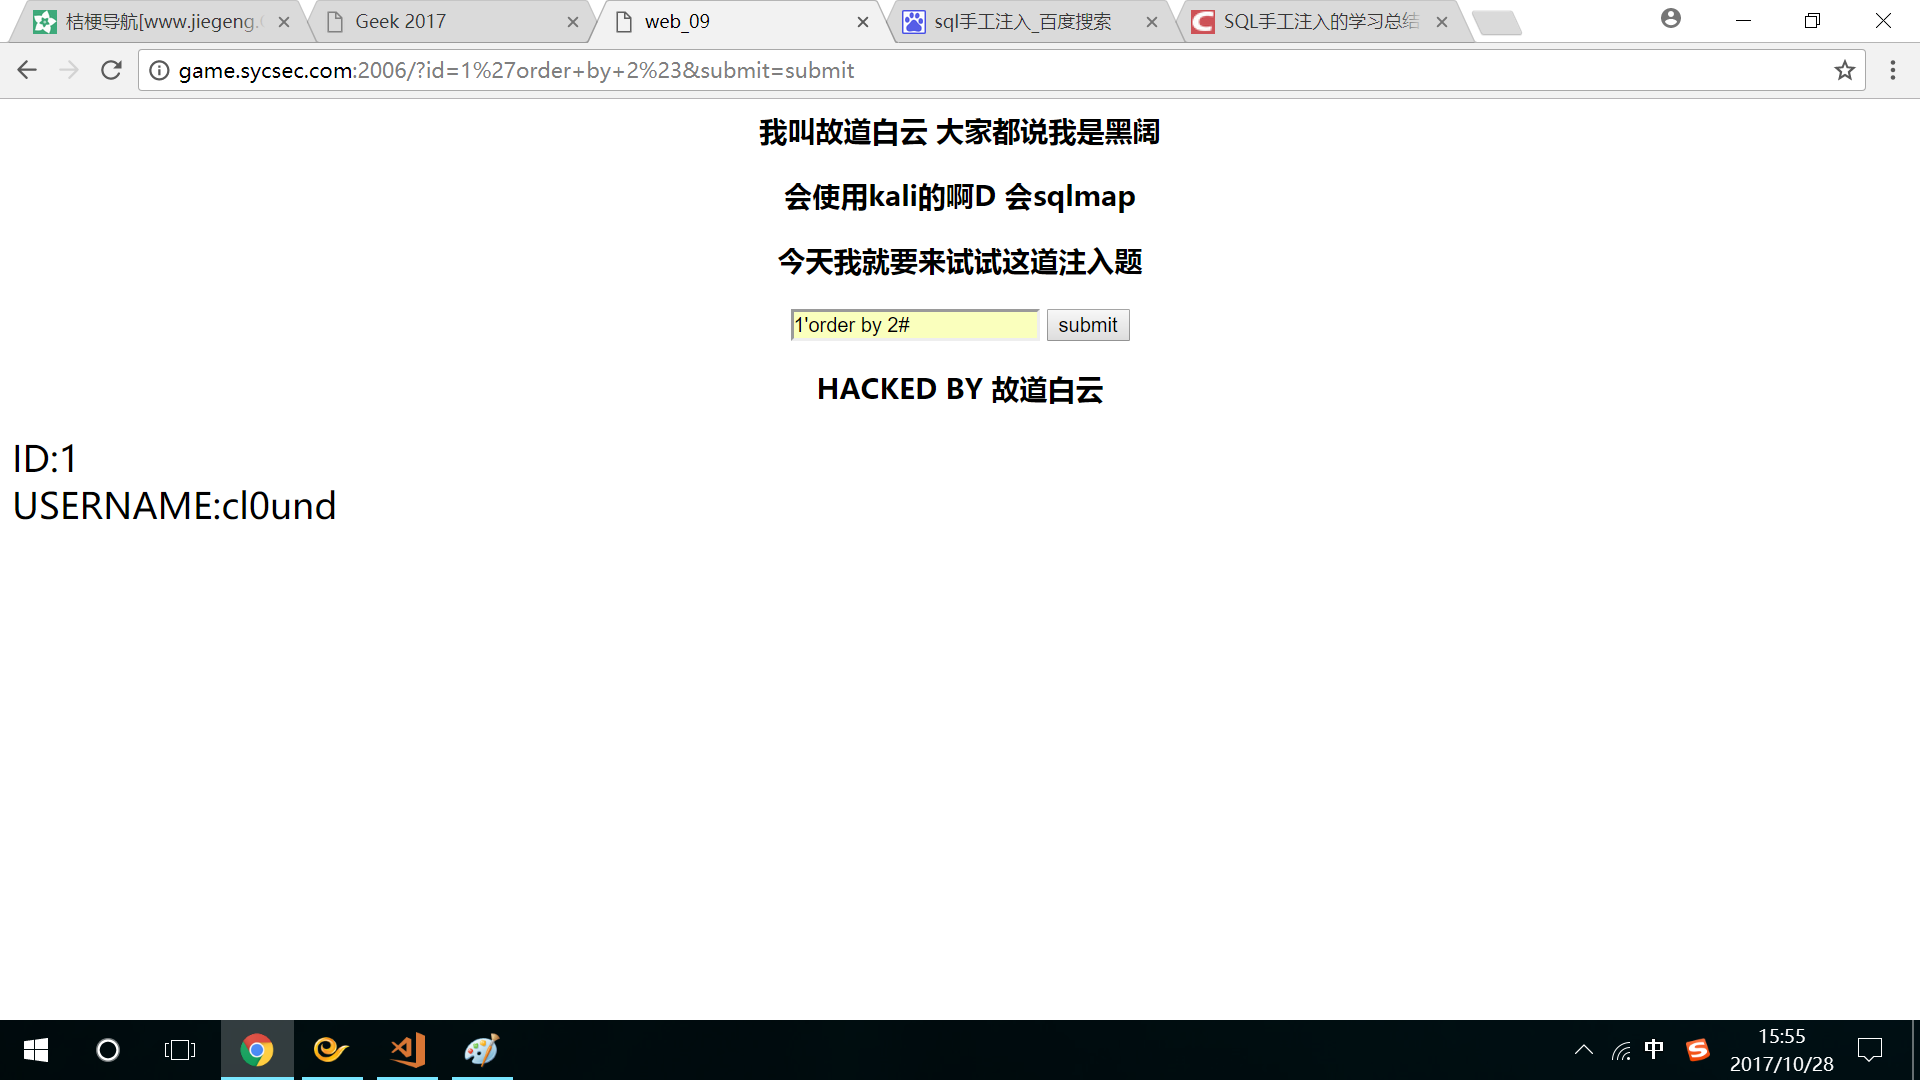 桔梗导航[www.jiegeng.
Geek 2017
web_09
sql手工注入_百度搜索
SQL手工注入的学习总结
game.sycsec.com:2006/?id=1%27order+by+2%23&submit=submit
我叫故道白云 大家都说我是黑阔
会使用kali的啊D 会sqlmap
今天我就要来试试这道注入题
1'order by 2#
submit
HACKED BY 故道白云
ID:1
USERNAME:cl0und
中
15:55
2017/10/28